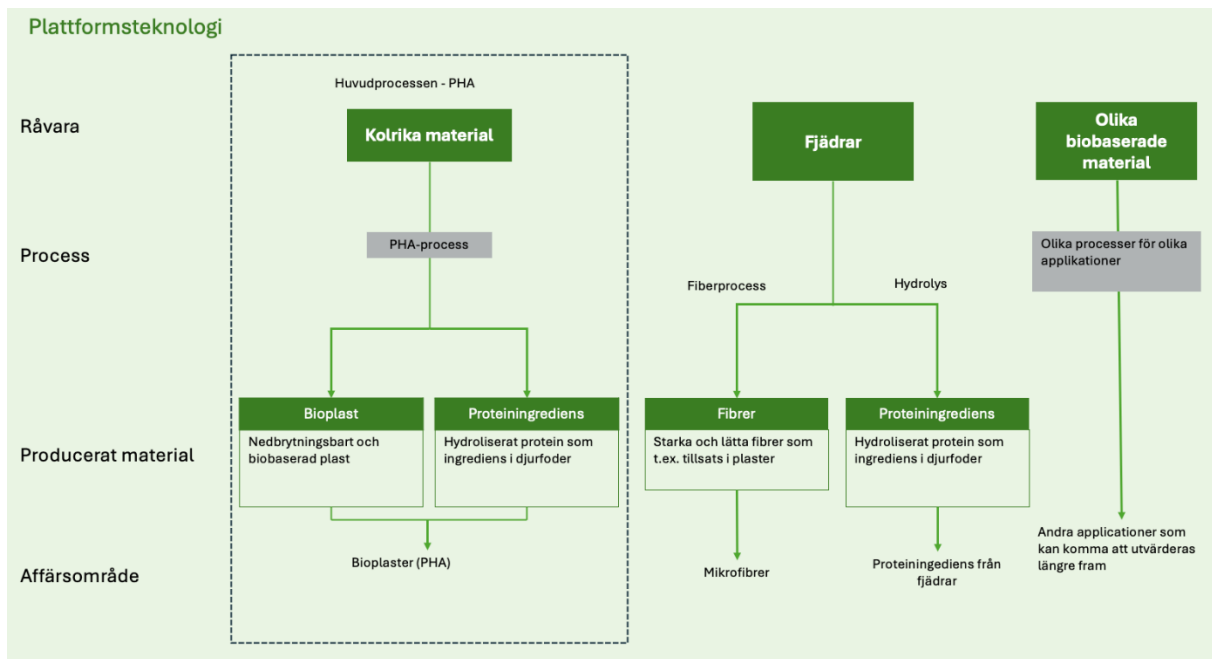 Plattformsteknologi
Huvudprocessen - PHA
Råvara
Kolrika material
Fjädrar
Olika
biobaserade
material
Process
PHA-process
Olika processer för olika
applikationer
Fiberprocess
Hydrolys
Producerat material
Bioplast
Nedbrytningsbart och
biobaserad plast
Proteiningrediens
Hydroliserat protein som
ingrediens i djurfoder
Fibrer
Starka och lätta fibrer som
t.ex. tillsats i plaster
Proteiningrediens
Hydroliserat protein som
ingrediens i djurfoder
Affärsområde
Bioplaster (PHA)
Mikrofibrer
Proteiningediens från
fjädrar
Andra applicationer som
kan komma att utvärderas
längre fram